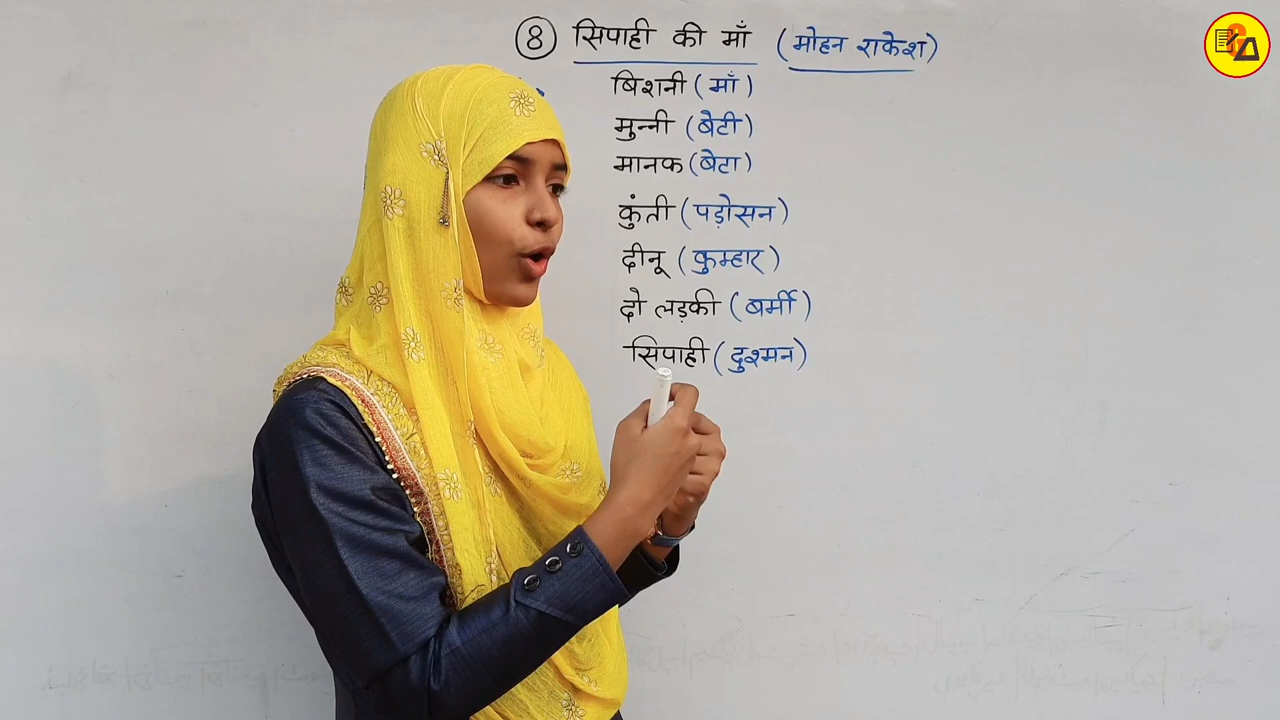 8 सिपाही की माँ (मोहन राकेश)
बिशनी (माँ)
मुन्नी (बेटी)
मानक (बेटा)
कुंती (पड़ोसन)
दीनू (कुम्हार)
दो लड़की (बर्मी)
सिपाही (दुश्मन)